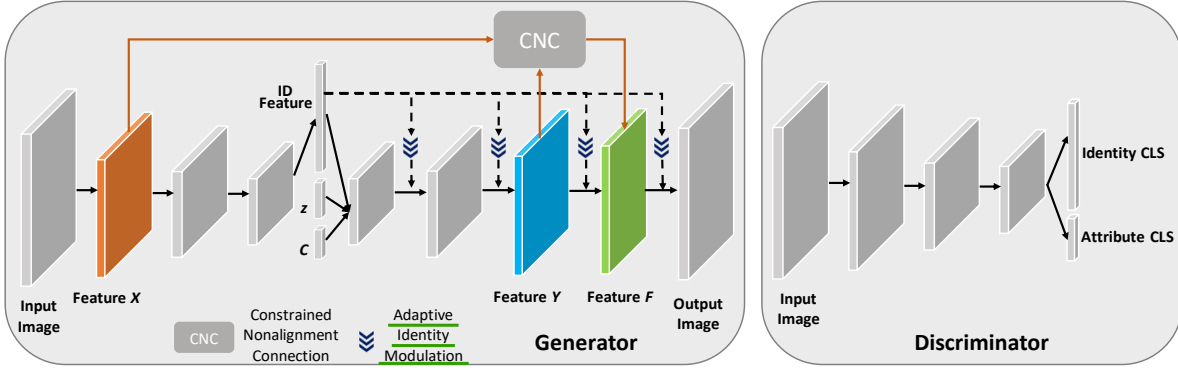 CNC
ID
Feature
z
C
Input
Image
Feature X
Feature Y
Feature F
Output
Image
CNC
Constrained
Nonalignment
Connection
Adaptive
Identity
Modulation
Generator
Identity CLS
Attribute CLS
Input
Image
Discriminator